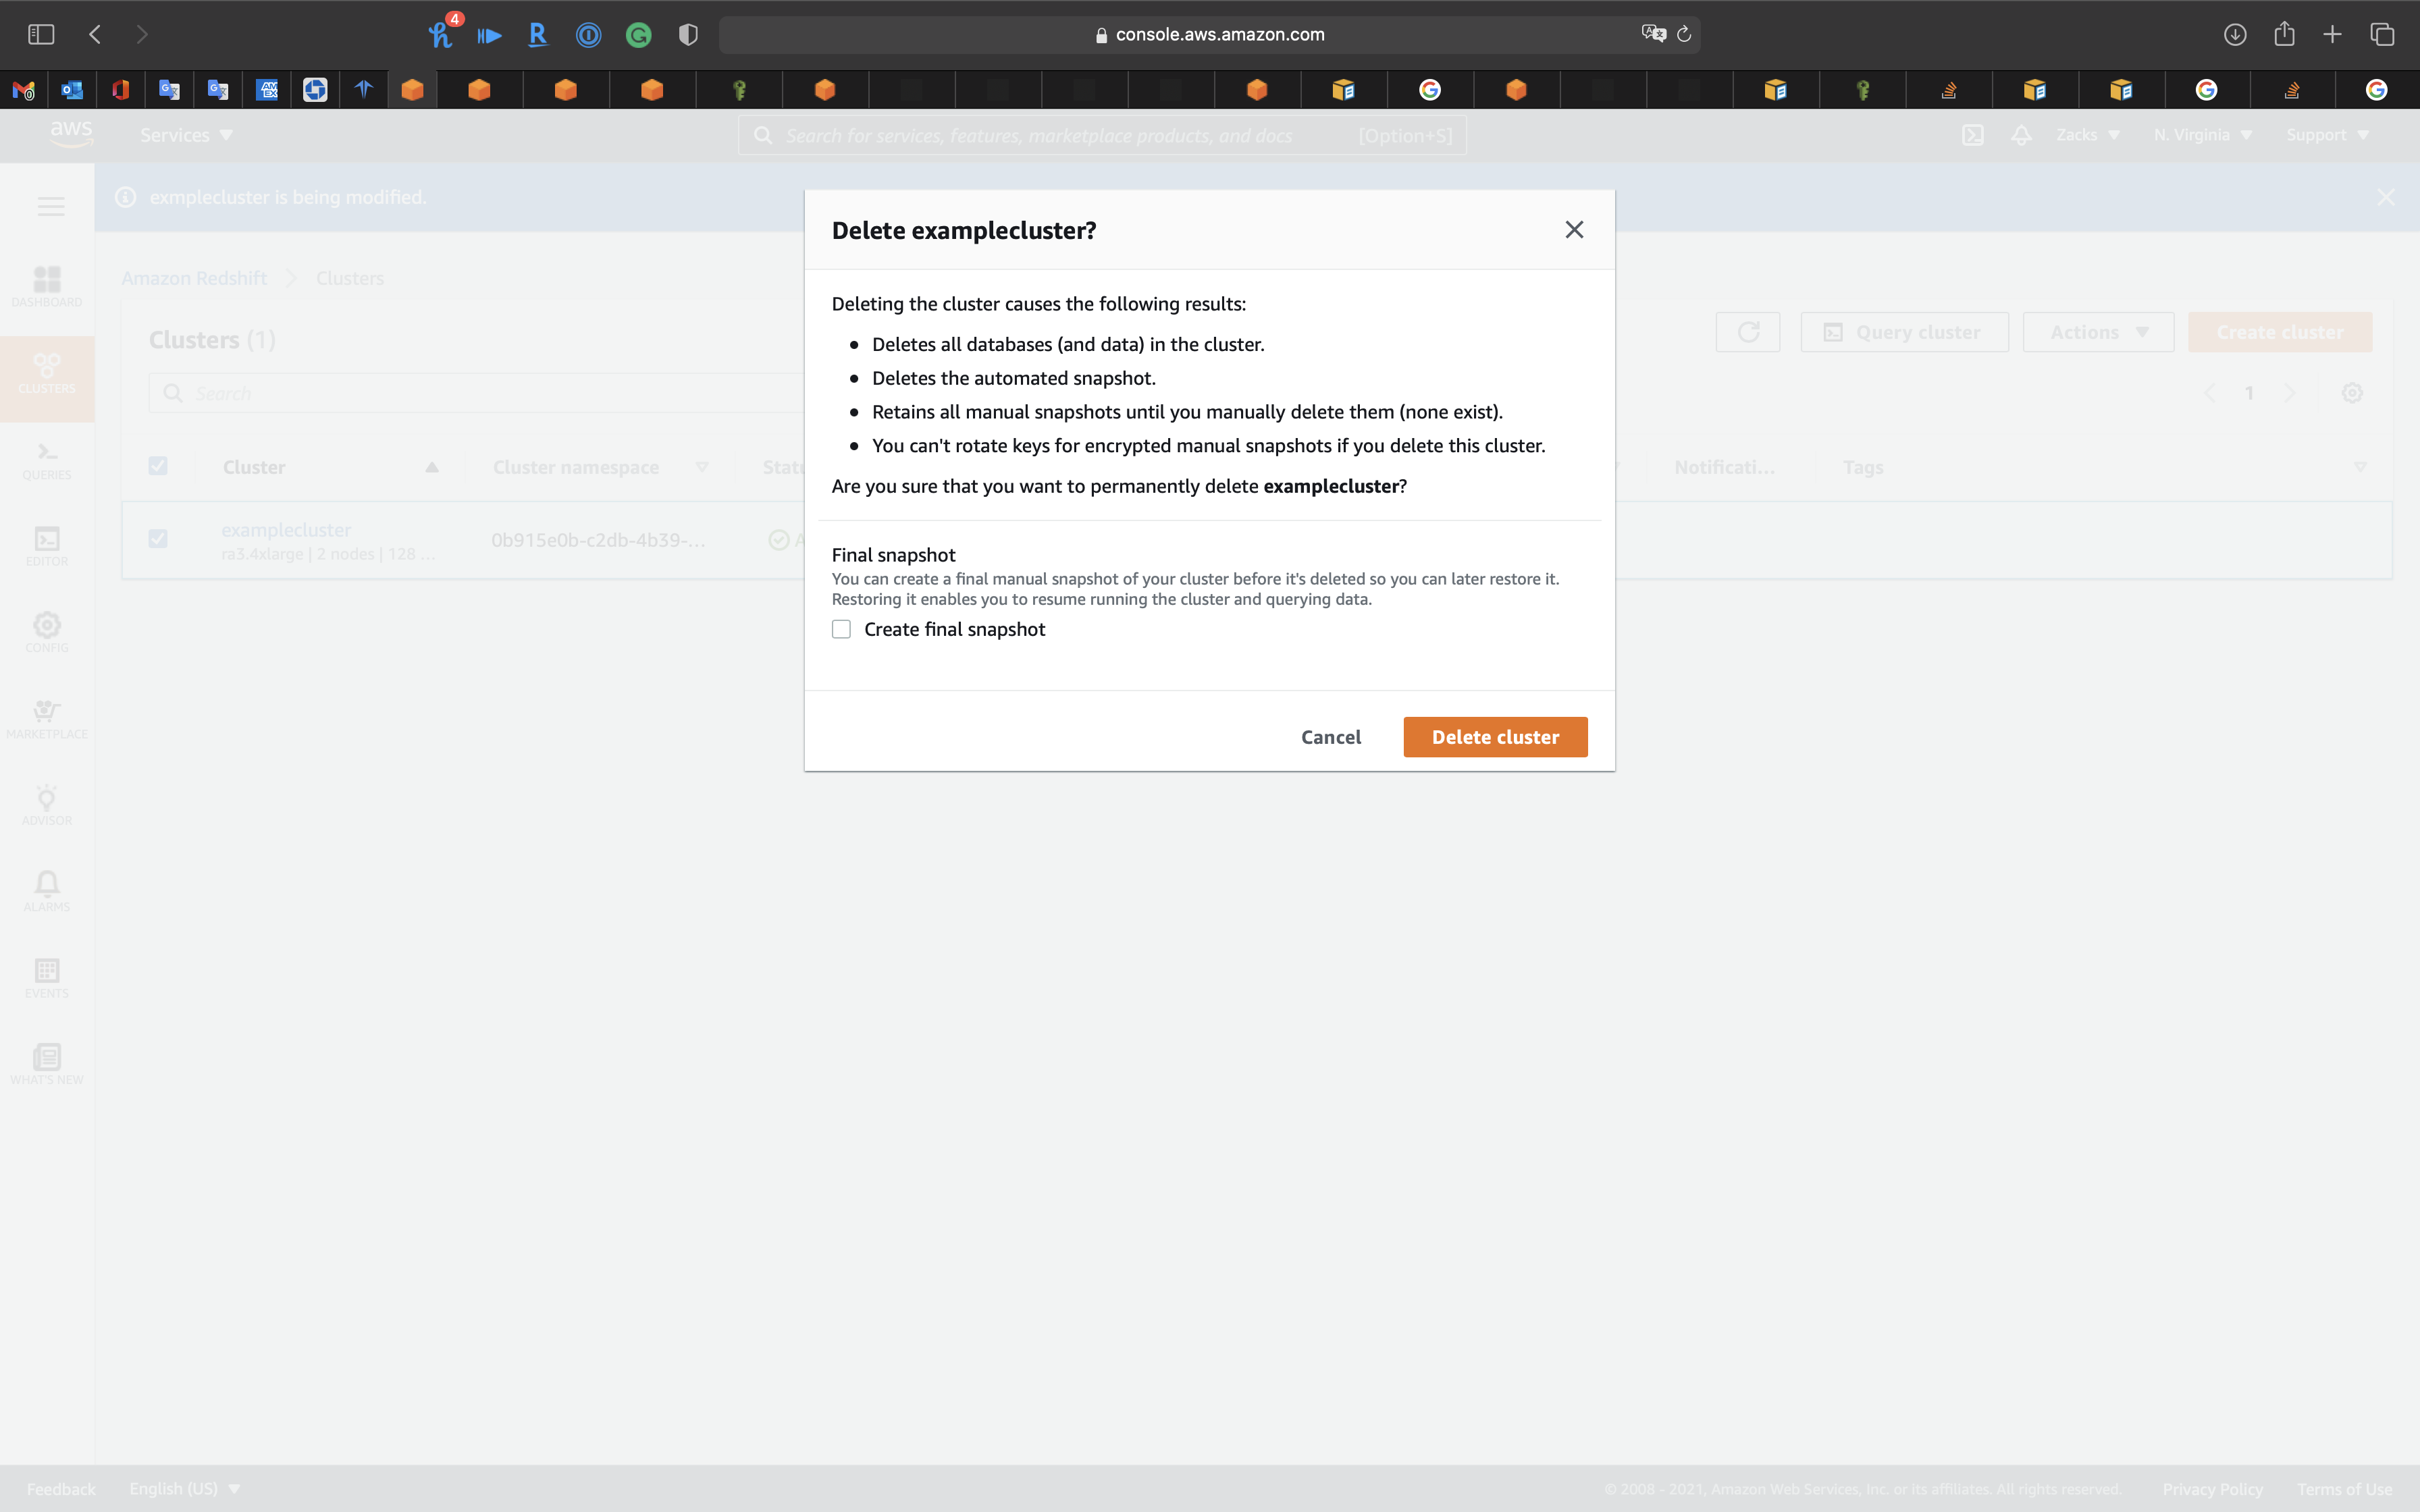 4
console.aws.amazon.com
aws
Services
Search for services, features, marketplace products, and docs
[Option+S]
Zacks
N. Virginia
Support
exmplecluster is being modified.
DASHBOARD
CLUSTERS
QUERIES
EDITOR
CONFIG
MARKETPLACE
ADVISOR
ALARMS
EVENTS
WHAT'S NEW
Amazon Redshift
Clusters
Clusters (1)
Query cluster
Actions
Create cluster
Search
1
Cluster
Cluster namespace
Statu
Notificati...
Tags
examplecluster
ra3.4xlarge | 2 nodes | 128 ...
0b915e0b-c2db-4b39-...
A
Delete examplecluster?
Deleting the cluster causes the following results:
Deletes all databases (and data) in the cluster.
Deletes the automated snapshot.
Retains all manual snapshots until you manually delete them (none exist).
You can't rotate keys for encrypted manual snapshots if you delete this cluster.
Are you sure that you want to permanently delete examplecluster?
Final snapshot
You can create a final manual snapshot of your cluster before it's deleted so you can later restore it.
Restoring it enables you to resume running the cluster and querying data.
Create final snapshot
Cancel
Delete cluster
Feedback
English (US)
© 2008 - 2021, Amazon Web Services, Inc. or its affiliates. All rights reserved.
Privacy Policy
Terms of Use